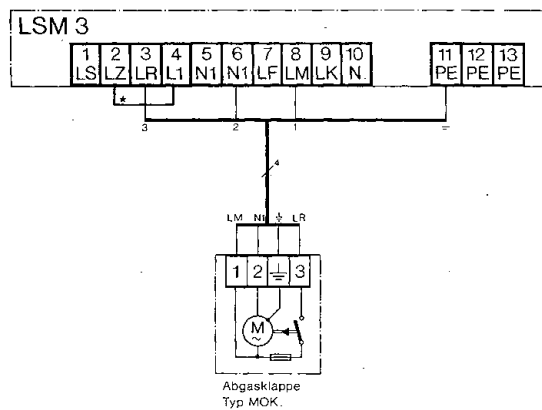 LSM 3
1 2 3 4 5 6 7 8 9 10 11 12 13
LS LZ LR L1 N1 N1 LF LM LK N. PE PE PE
*
3 2 1
4
LM N1 LR
1 2 3
M
~
Abgasklappe
Typ MOK.